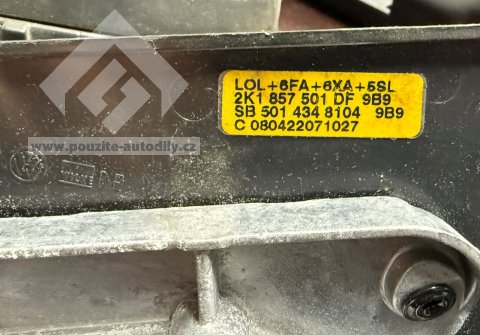 LOL+6FA+6XA+5SL
2K1 857 501 DF 9B9
SB 501 434 8104 9B9
C 080422071027
www.pouzite-autodily.cz